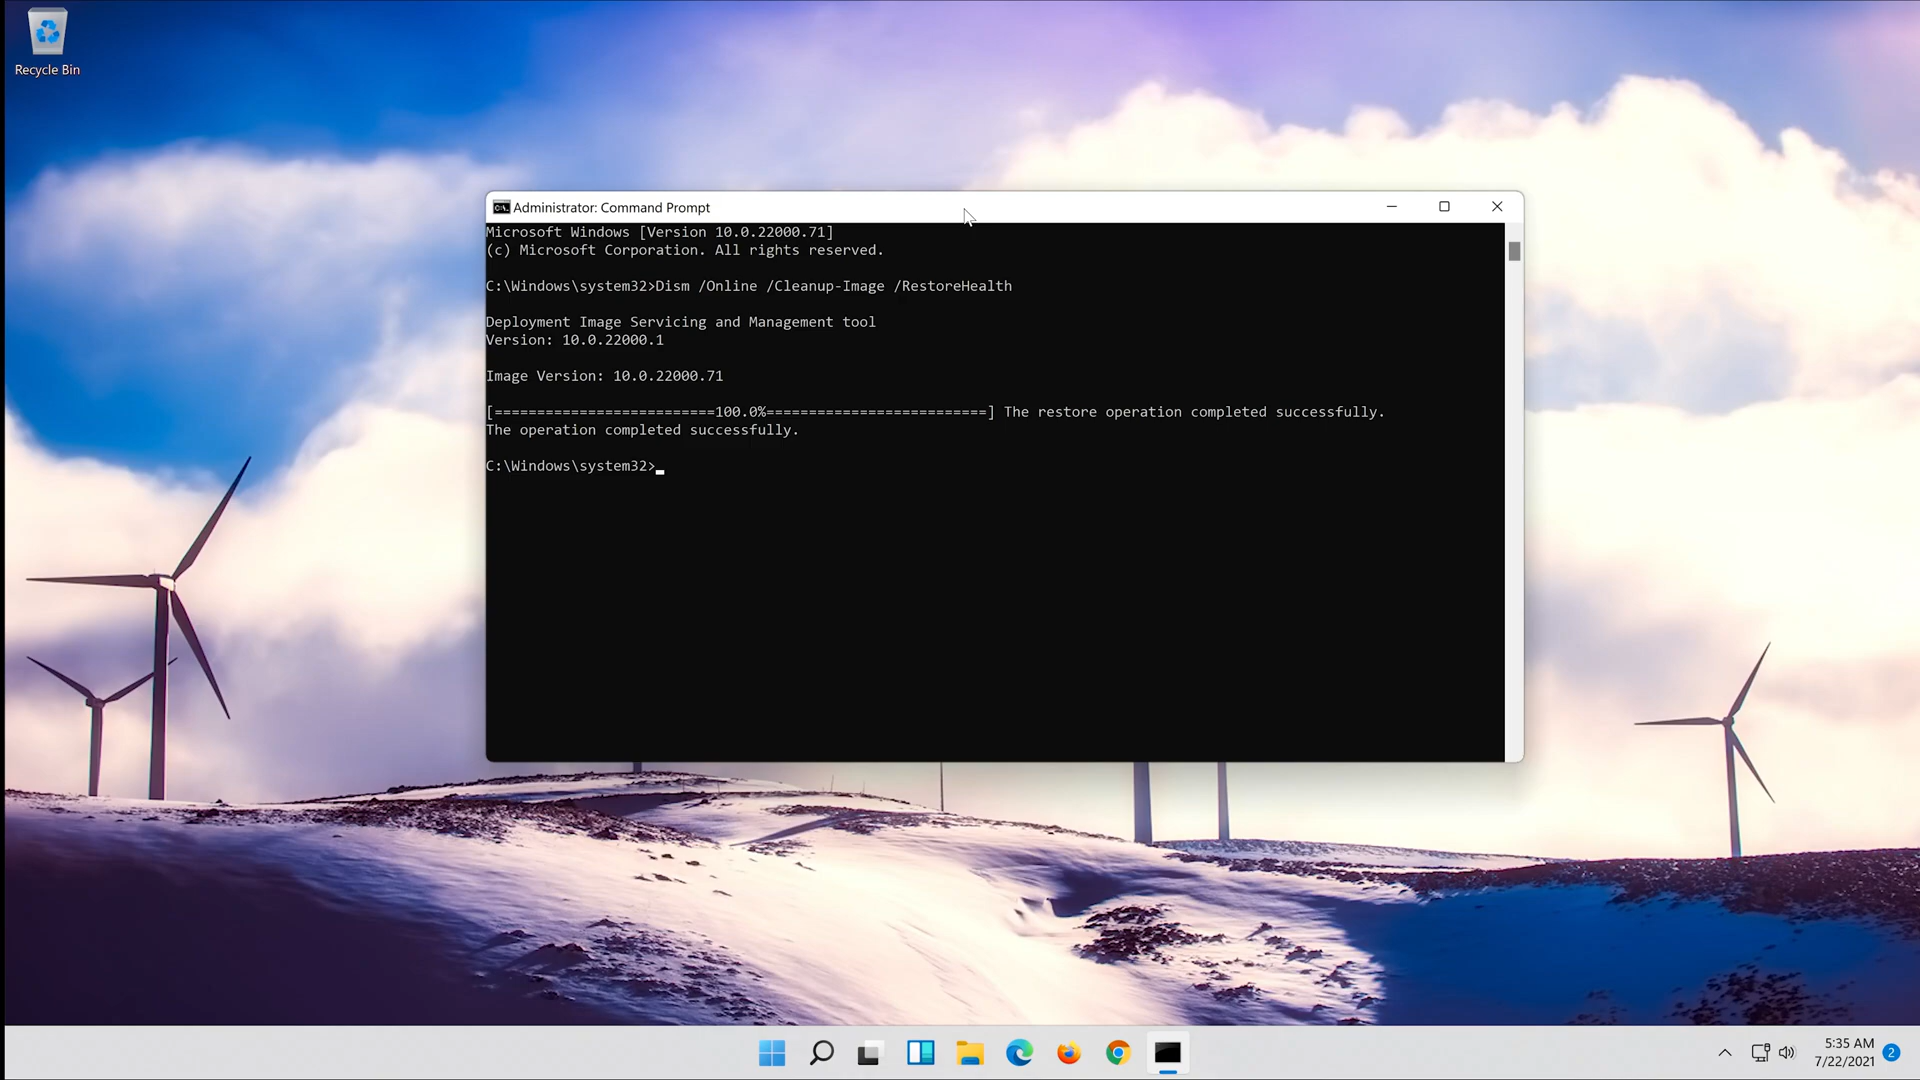 Recycle Bin
Administrator: Command Prompt
Microsoft Windows [Version 10.0.22000.71]
(c) Microsoft Corporation. All rights reserved.
C:\Windows\system32>Dism /Online /Cleanup-Image /RestoreHealth
Deployment Image Servicing and Management tool
Version: 10.0.22000.1
Image Version: 10.0.22000.71
[==========================100.0%==========================] The restore operation completed successfully.
The operation completed successfully.
C:\Windows\system32>
5:35 AM
7/22/2021
2